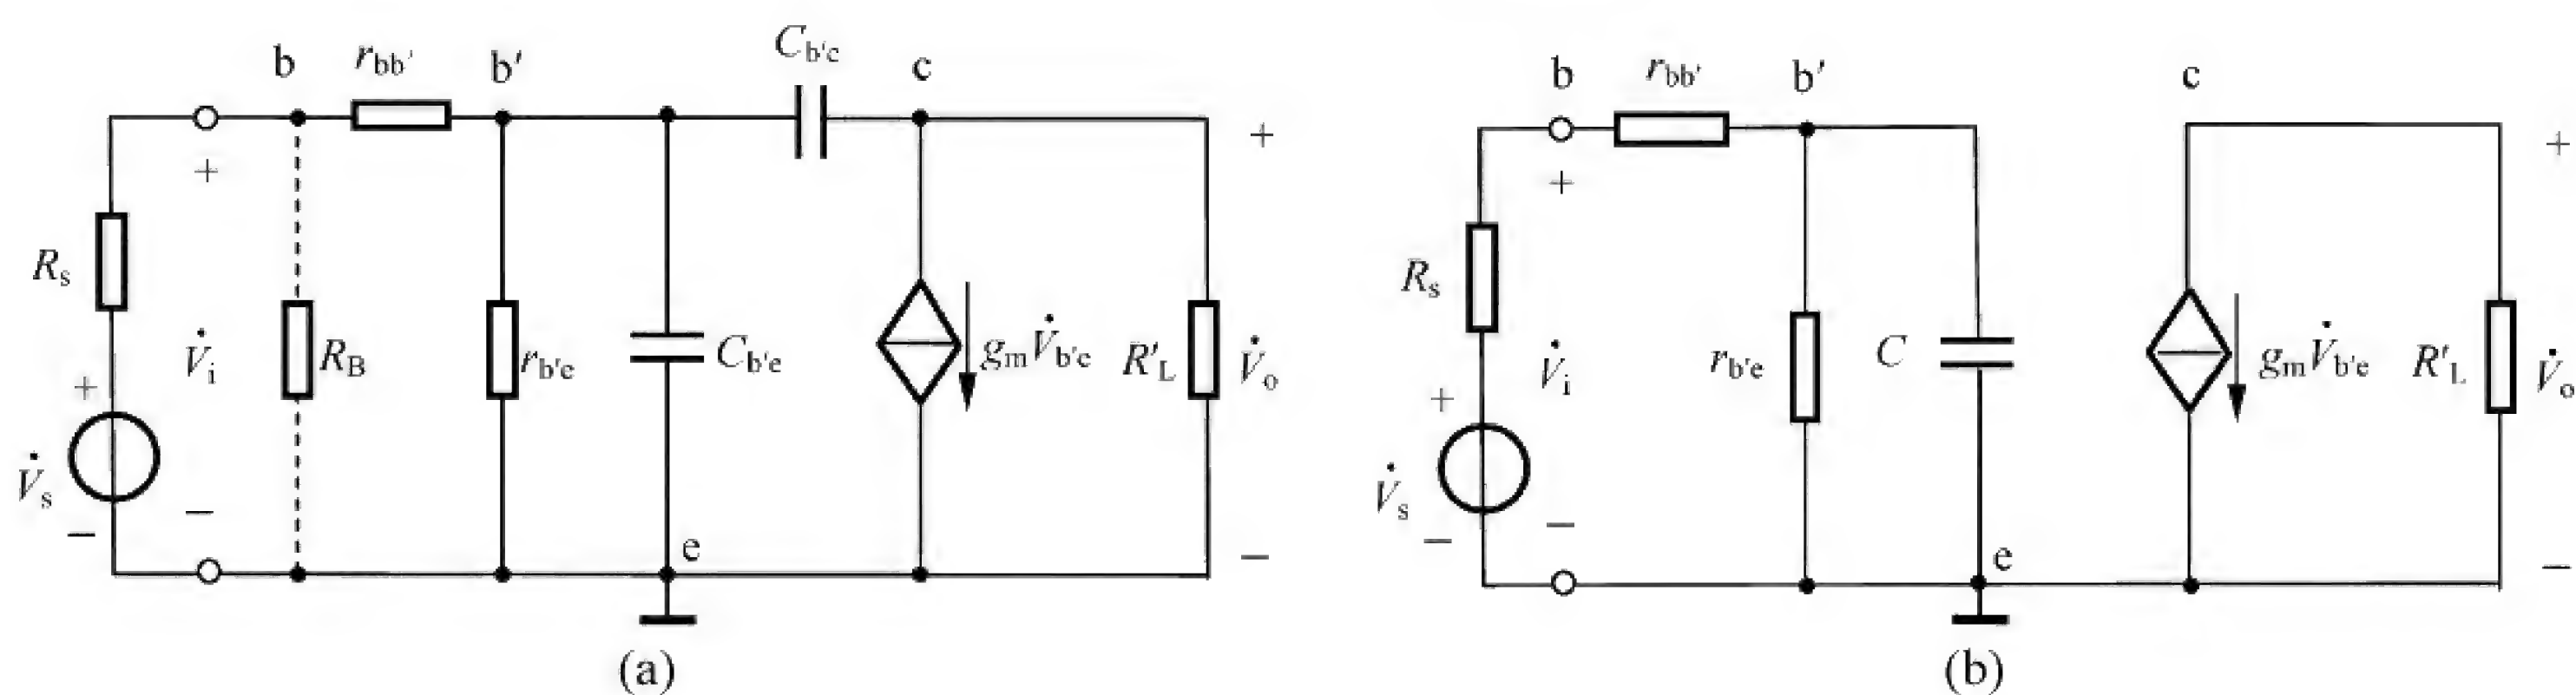 b r_bb' b' C_b'c c
+ +
R_s V̇_i R_B r_b'e C_b'e g_m V̇_b'e R'_L V̇_o
+
V̇_s
− − e −
(a)
b r_bb' b' c
+ +
R_s V̇_i r_b'e C g_m V̇_b'e R'_L V̇_o
+
V̇_s
− − e −
(b)